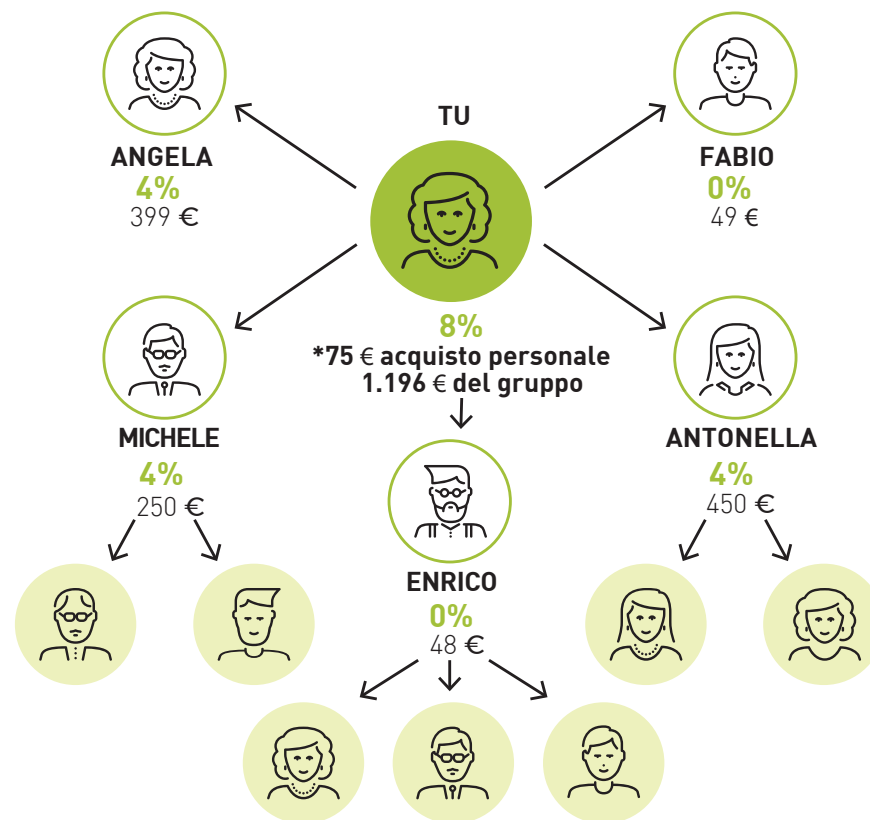 TU
ANGELA
4%
399 €
FABIO
0%
49 €
8%
*75 € acquisto personale
1.196 € del gruppo
MICHELE
4%
250 €
ANTONELLA
4%
450 €
ENRICO
0%
48 €